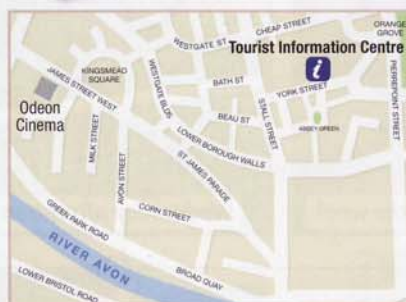 CHEAP STREET
ORANGE
GROVE
WESTGATE ST
Tourist Information Centre
i
KINGSMEAD
SQUARE
JAMES STREET WEST
WESTGATE BLDS
BATH ST
YORK STREET
PIERREPONT STREET
Odeon
Cinema
MILK STREET
BEAU ST
STALL STREET
ABBEY GREEN
LOWER BOROUGH WALLS
AVON STREET
ST JAMES PARADE
CORN STREET
GREEN PARK ROAD
RIVER AVON
BROAD QUAY
LOWER BRISTOL ROAD